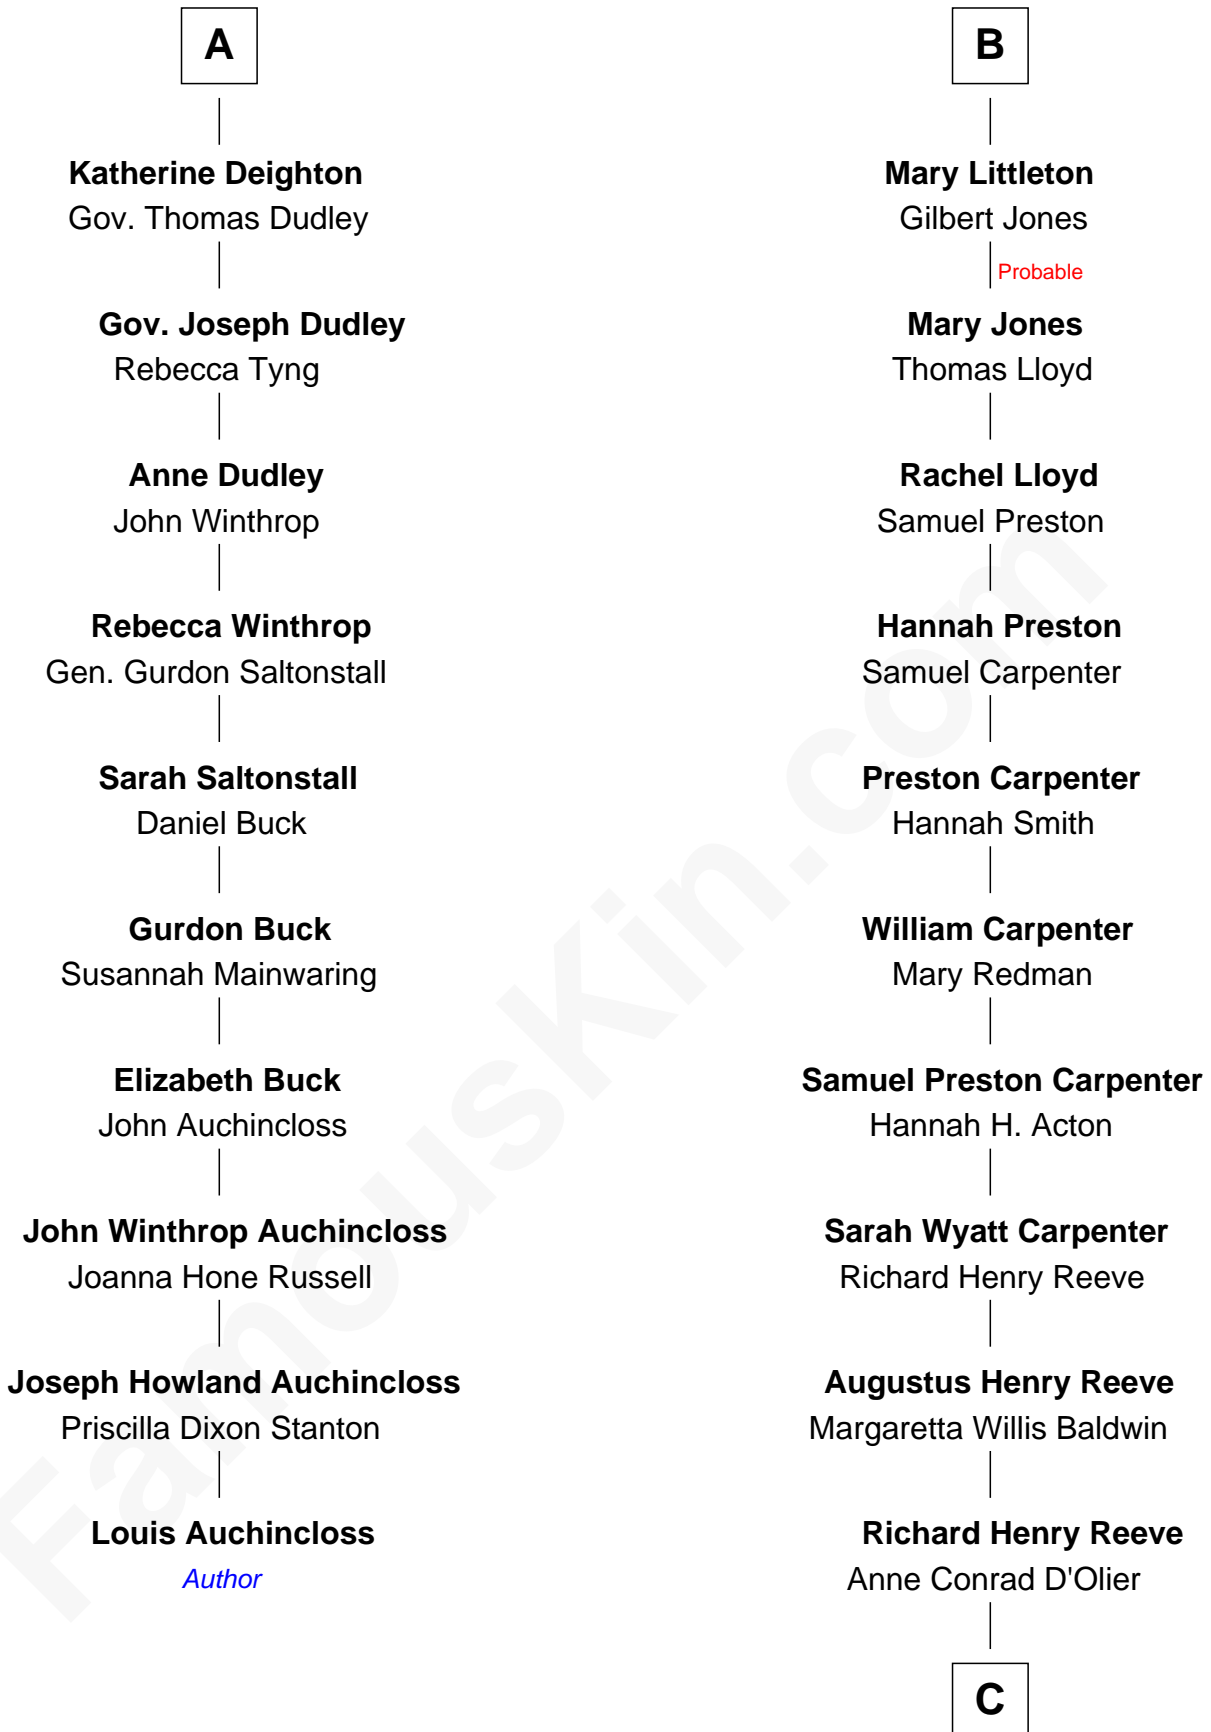 A
Katherine Deighton
Gov. Thomas Dudley
Gov. Joseph Dudley
Rebecca Tyng
Anne Dudley
John Winthrop
Rebecca Winthrop
Gen. Gurdon Saltonstall
Sarah Saltonstall
Daniel Buck
Gurdon Buck
Susannah Mainwaring
Elizabeth Buck
John Auchincloss
John Winthrop Auchincloss
Joanna Hone Russell
Joseph Howland Auchincloss
Priscilla Dixon Stanton
Louis Auchincloss
Author
B
Mary Littleton
Gilbert Jones
Probable
Mary Jones
Thomas Lloyd
Rachel Lloyd
Samuel Preston
Hannah Preston
Samuel Carpenter
Preston Carpenter
Hannah Smith
William Carpenter
Mary Redman
Samuel Preston Carpenter
Hannah H. Acton
Sarah Wyatt Carpenter
Richard Henry Reeve
Augustus Henry Reeve
Margaretta Willis Baldwin
Richard Henry Reeve
Anne Conrad D'Olier
C
FamousKin.com